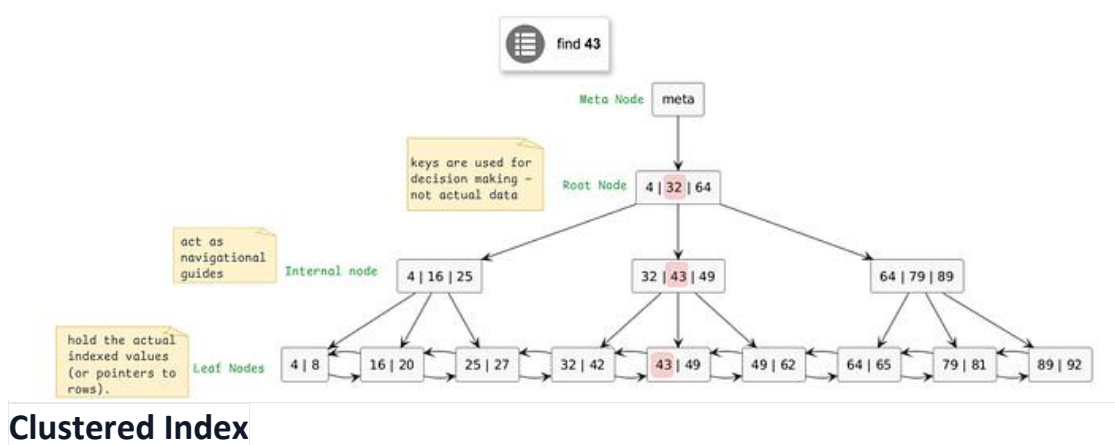 find 43
Meta Node
meta
keys are used for
decision making -
not actual data
Root Node
4 | 32 | 64
act as
navigational
guides
Internal node
4 | 16 | 25
32 | 43 | 49
64 | 79 | 89
hold the actual
indexed values
(or pointers to
rows).
Leaf Nodes
4 | 8
16 | 20
25 | 27
32 | 42
43 | 49
49 | 62
64 | 65
79 | 81
89 | 92
Clustered Index